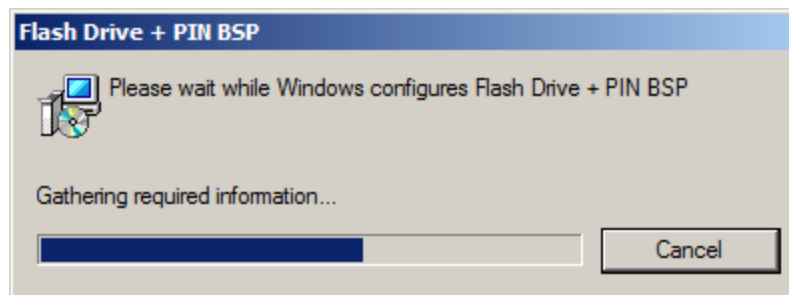 Flash Drive + PIN BSP
Please wait while Windows configures Flash Drive + PIN BSP
Gathering required information...
Cancel